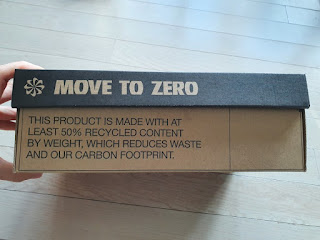 MOVE TO ZERO
THIS PRODUCT IS MADE WITH AT
LEAST 50% RECYCLED CONTENT
BY WEIGHT, WHICH REDUCES WASTE
AND OUR CARBON FOOTPRINT.